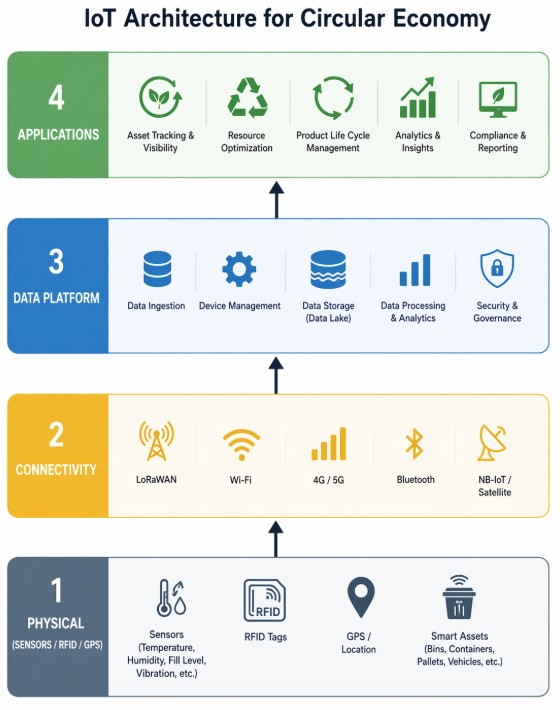 IoT Architecture for Circular Economy
4
APPLICATIONS
Asset Tracking &
Visibility
Resource
Optimization
Product Life Cycle
Management
Analytics &
Insights
Compliance &
Reporting
3
DATA PLATFORM
Data Ingestion
Device Management
Data Storage
(Data Lake)
Data Processing
& Analytics
Security &
Governance
2
CONNECTIVITY
LoRaWAN
Wi-Fi
4G / 5G
Bluetooth
NB-IoT /
Satellite
1
PHYSICAL
(SENSORS / RFID / GPS)
Sensors
(Temperature,
Humidity, Fill Level,
Vibration, etc.)
RFID
RFID Tags
GPS /
Location
Smart Assets
(Bins, Containers,
Pallets, Vehicles, etc.)